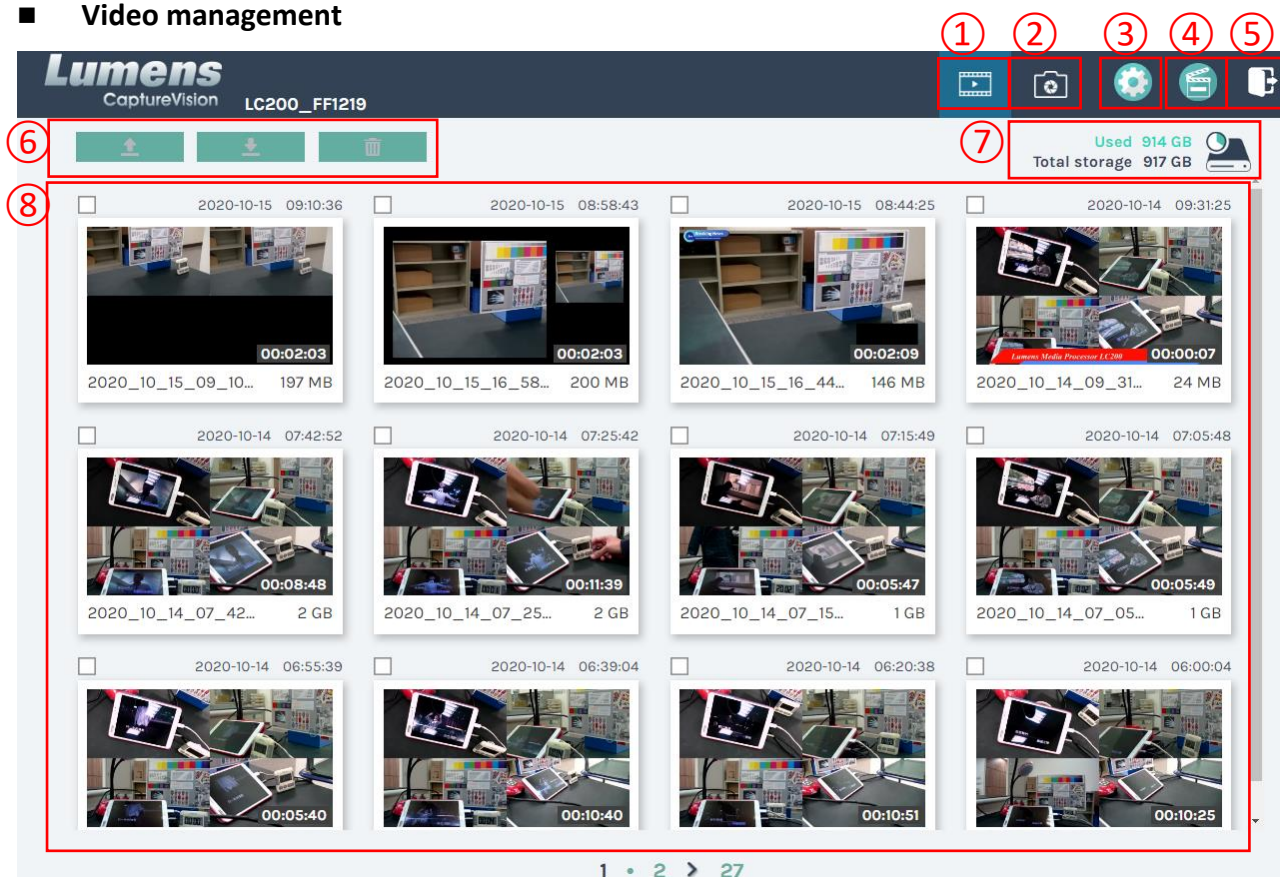 ■ Video management
① ② ③ ④ ⑤
Lumens
CaptureVision LC200_FF1219
⑥ ⑦ Used 914 GB
Total storage 917 GB
⑧
2020-10-15 09:10:36 2020-10-15 08:58:43 2020-10-15 08:44:25 2020-10-14 09:31:25
Lumens Media Processor LC200
00:02:03 00:02:03 00:02:09 00:00:07
2020_10_15_09_10... 197 MB 2020_10_15_16_58... 200 MB 2020_10_15_16_44... 146 MB 2020_10_14_09_31... 24 MB
2020-10-14 07:42:52 2020-10-14 07:25:42 2020-10-14 07:15:49 2020-10-14 07:05:48
00:08:48 00:11:39 00:05:47 00:05:49
2020_10_14_07_42... 2 GB 2020_10_14_07_25... 2 GB 2020_10_14_07_15... 1 GB 2020_10_14_07_05... 1 GB
2020-10-14 06:55:39 2020-10-14 06:39:04 2020-10-14 06:20:38 2020-10-14 06:00:04
00:05:40 00:10:40 00:10:51 00:10:25
1 • 2 > 27